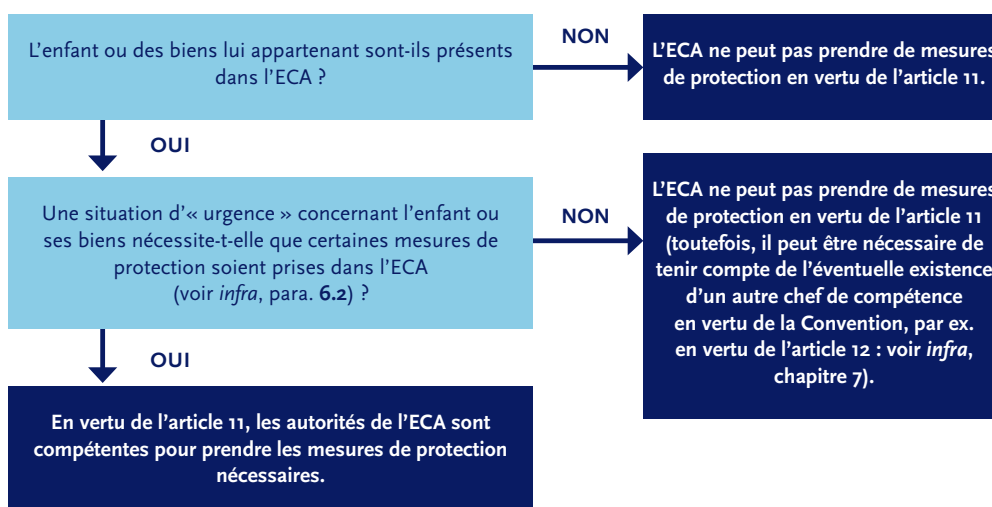 L'enfant ou des biens lui appartenant sont-ils présents
dans l'ECA ?
NON
L'ECA ne peut pas prendre de mesures
de protection en vertu de l'article 11.
OUI
Une situation d'« urgence » concernant l'enfant ou
ses biens nécessite-t-elle que certaines mesures de
protection soient prises dans l'ECA
(voir infra, para. 6.2) ?
NON
L'ECA ne peut pas prendre de mesures
de protection en vertu de l'article 11
(toutefois, il peut être nécessaire de
tenir compte de l'éventuelle existence
d'un autre chef de compétence
en vertu de la Convention, par ex.
en vertu de l'article 12 : voir infra,
chapitre 7).
OUI
En vertu de l'article 11, les autorités de l'ECA sont
compétentes pour prendre les mesures de protection
nécessaires.